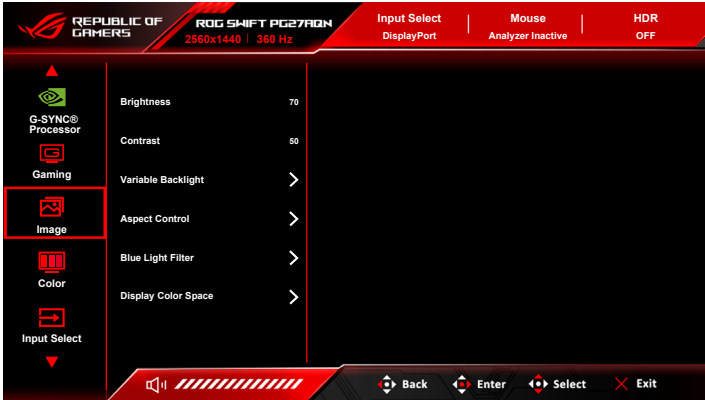 REPUBLIC OF
GAMERS
ROG SWIFT PG27AQN
2560x1440 | 360 Hz
Input Select
DisplayPort
Mouse
Analyzer Inactive
HDR
OFF
G-SYNC®
Processor
Gaming
Image
Color
Input Select
Brightness 70
Contrast 50
Variable Backlight
Aspect Control
Blue Light Filter
Display Color Space
Back
Enter
Select
Exit